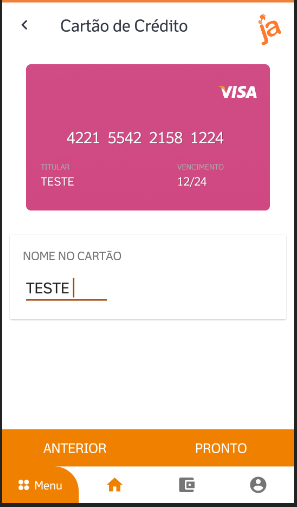 Cartão de Crédito
ja
VISA
4221 5542 2158 1224
TITULAR
VENCIMENTO
TESTE
12/24
NOME NO CARTÃO
TESTE
ANTERIOR
PRONTO
Menu